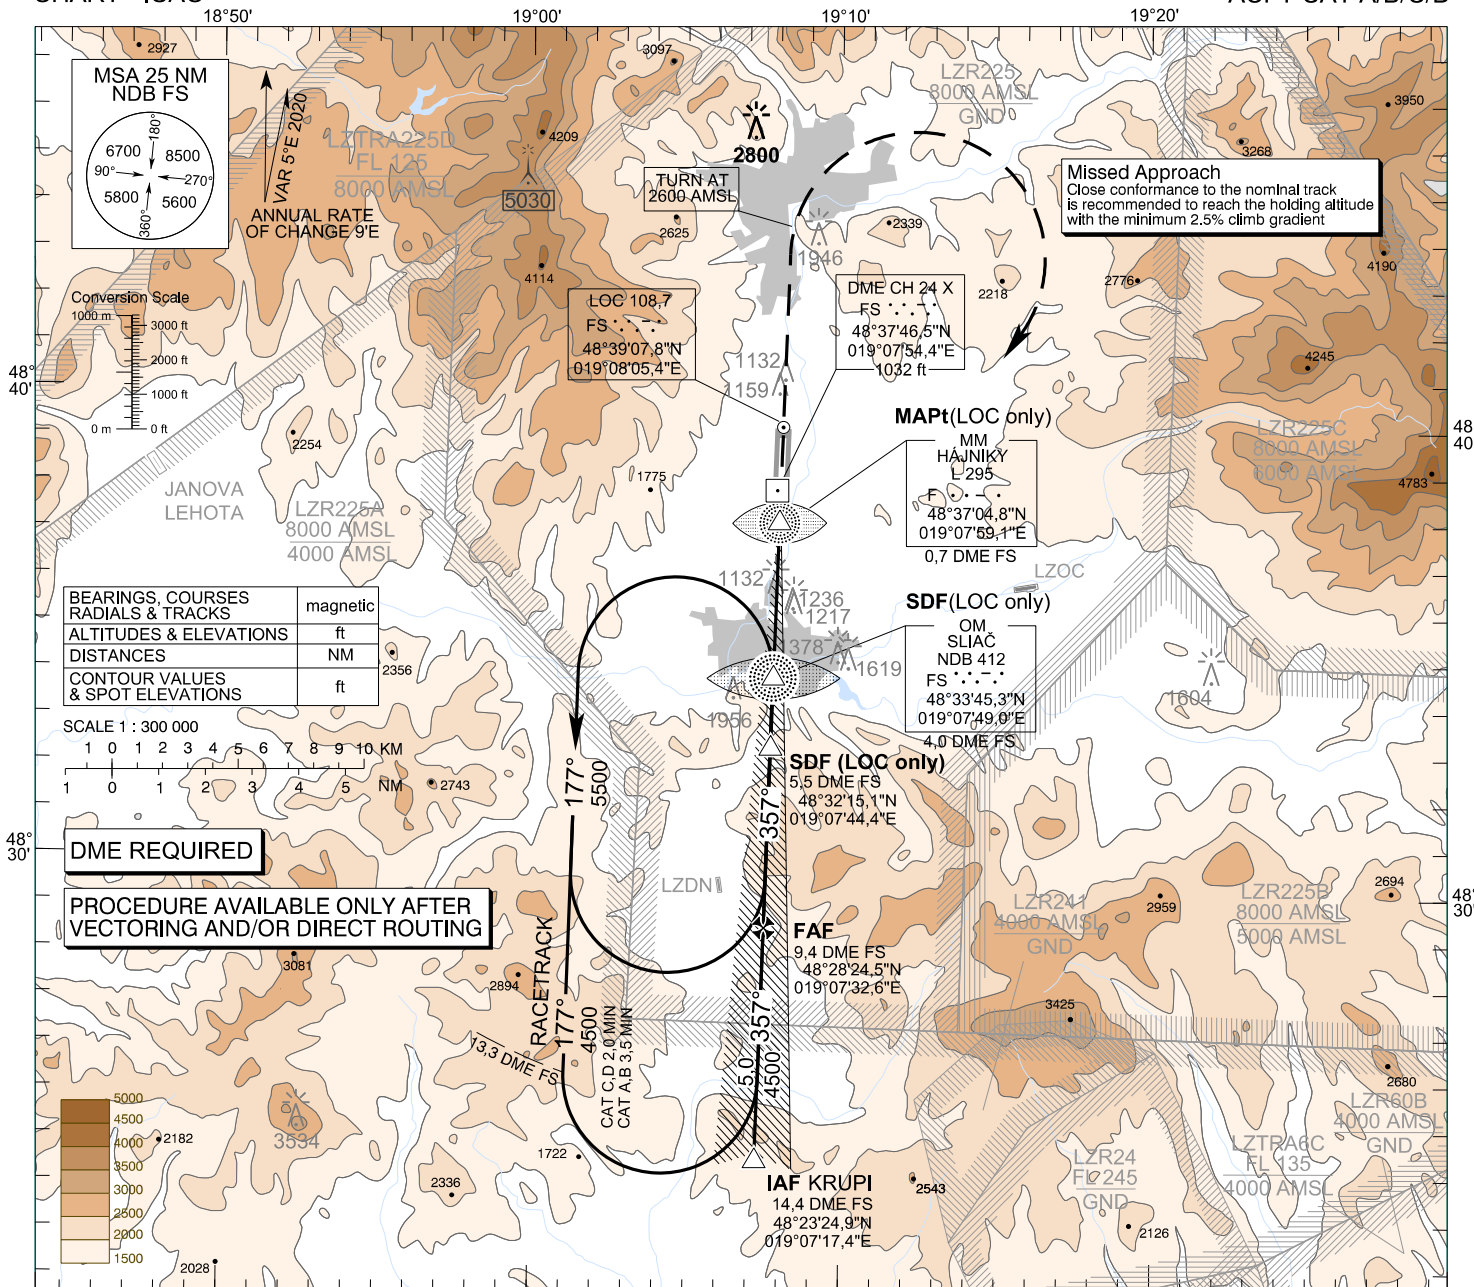 18°50'
19°00'
19°10'
19°20'
MSA 25 NM
NDB FS
180°
6700
8500
90°
270°
5800
5600
360°
VAR 5°E 2020
ANNUAL RATE
OF CHANGE 9'E
2927
LZTRA225D
FL 125
8000 AMSL
4209
5030
4114
3097
2800
TURN AT
2600 AMSL
2625
1946
2339
2218
2776
LZR225
8000 AMSL
GND
3268
3950
4190
Missed Approach
Close conformance to the nominal track
is recommended to reach the holding altitude
with the minimum 2.5% climb gradient
Conversion Scale
1000 m
3000 ft
2000 ft
1000 ft
0 m
0 ft
LOC 108,7
FS
48°39'07,8"N
019°08'05,4"E
DME CH 24 X
FS
48°37'46,5"N
019°07'54,4"E
1032 ft
1132
1159
4245
48°
40'
48
40
2254
1775
JANOVA
LEHOTA
LZR225A
8000 AMSL
4000 AMSL
MAPt(LOC only)
MM
HÁJNIKY
L 295
F
48°37'04,8"N
019°07'59,1"E
0,7 DME FS
LZR225C
8000 AMSL
6000 AMSL
4783
LZOC
BEARINGS, COURSES
RADIALS & TRACKS
magnetic
ALTITUDES & ELEVATIONS
ft
DISTANCES
NM
CONTOUR VALUES
& SPOT ELEVATIONS
ft
2356
1132
1236
1217
1378
1619
1956
SDF(LOC only)
OM
SLIAČ
NDB 412
FS
48°33'45,3"N
019°07'49,0"E
4,0 DME FS
1604
SCALE 1 : 300 000
1 0 1 2 3 4 5 6 7 8 9 10 KM
1 0 1 2 3 4 5 NM
2743
177°
5500
357°
SDF (LOC only)
5,5 DME FS
48°32'15,1"N
019°07'44,4"E
48°
30'
48
30'
DME REQUIRED
PROCEDURE AVAILABLE ONLY AFTER
VECTORING AND/OR DIRECT ROUTING
LZDN
FAF
9,4 DME FS
48°28'24,5"N
019°07'32,6"E
LZR241
4000 AMSL
GND
2959
LZR225B
8000 AMSL
5000 AMSL
2694
3081
2894
RACETRACK
177°
4500
CAT C,D 2,0 MIN
CAT A,B 3,5 MIN
13,3 DME FS
357°
5,0
4500
3425
2680
5000
4500
4000
3500
3000
2500
2000
1500
3534
2182
1722
2336
2028
IAF KRUPI
14,4 DME FS
48°23'24,9"N
019°07'17,4"E
2543
LZR24
FL 245
GND
2126
LZTRA6C
FL 135
4000 AMSL
LZR60B
4000 AMSL
GND